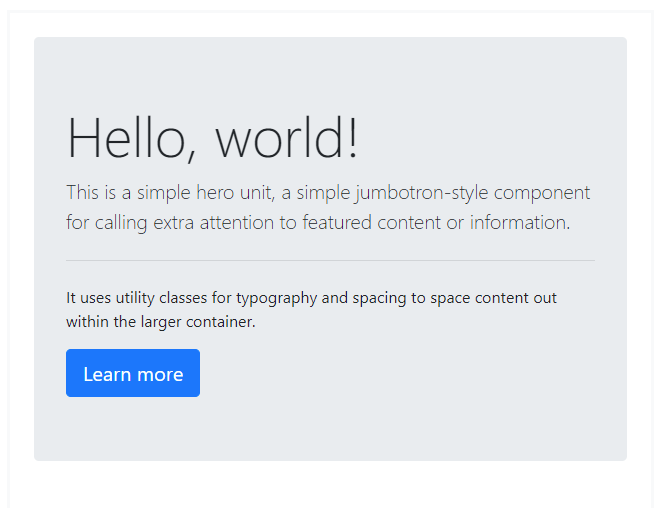 Hello, world!
This is a simple hero unit, a simple jumbotron-style component
for calling extra attention to featured content or information.
It uses utility classes for typography and spacing to space content out
within the larger container.
Learn more